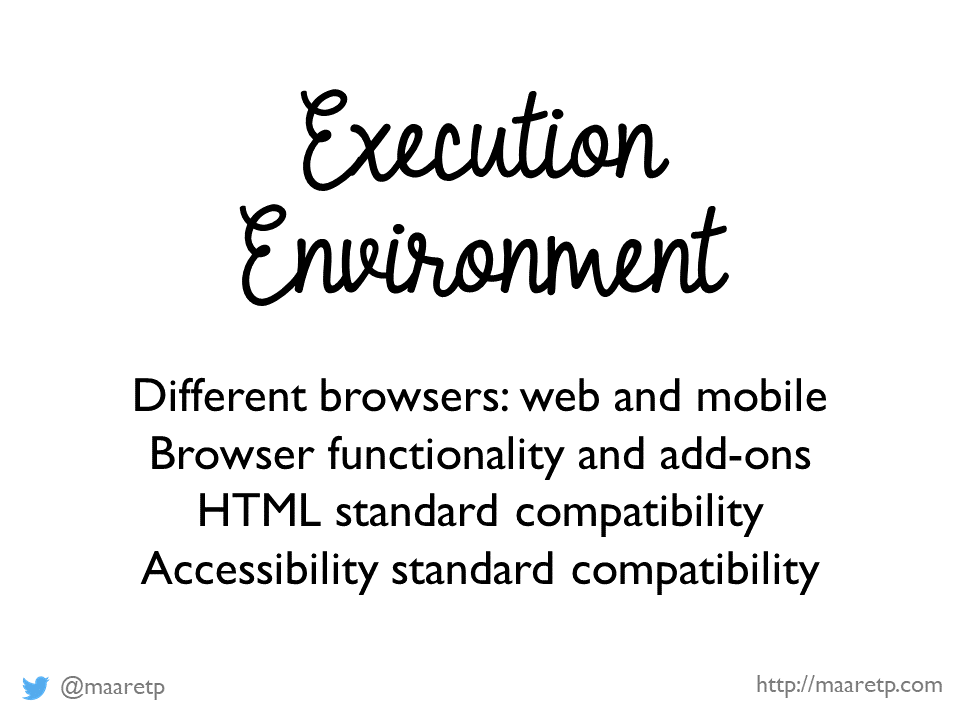 Execution
Environment
Different browsers: web and mobile
Browser functionality and add-ons
HTML standard compatibility
Accessibility standard compatibility
@maaretp
http://maaretp.com